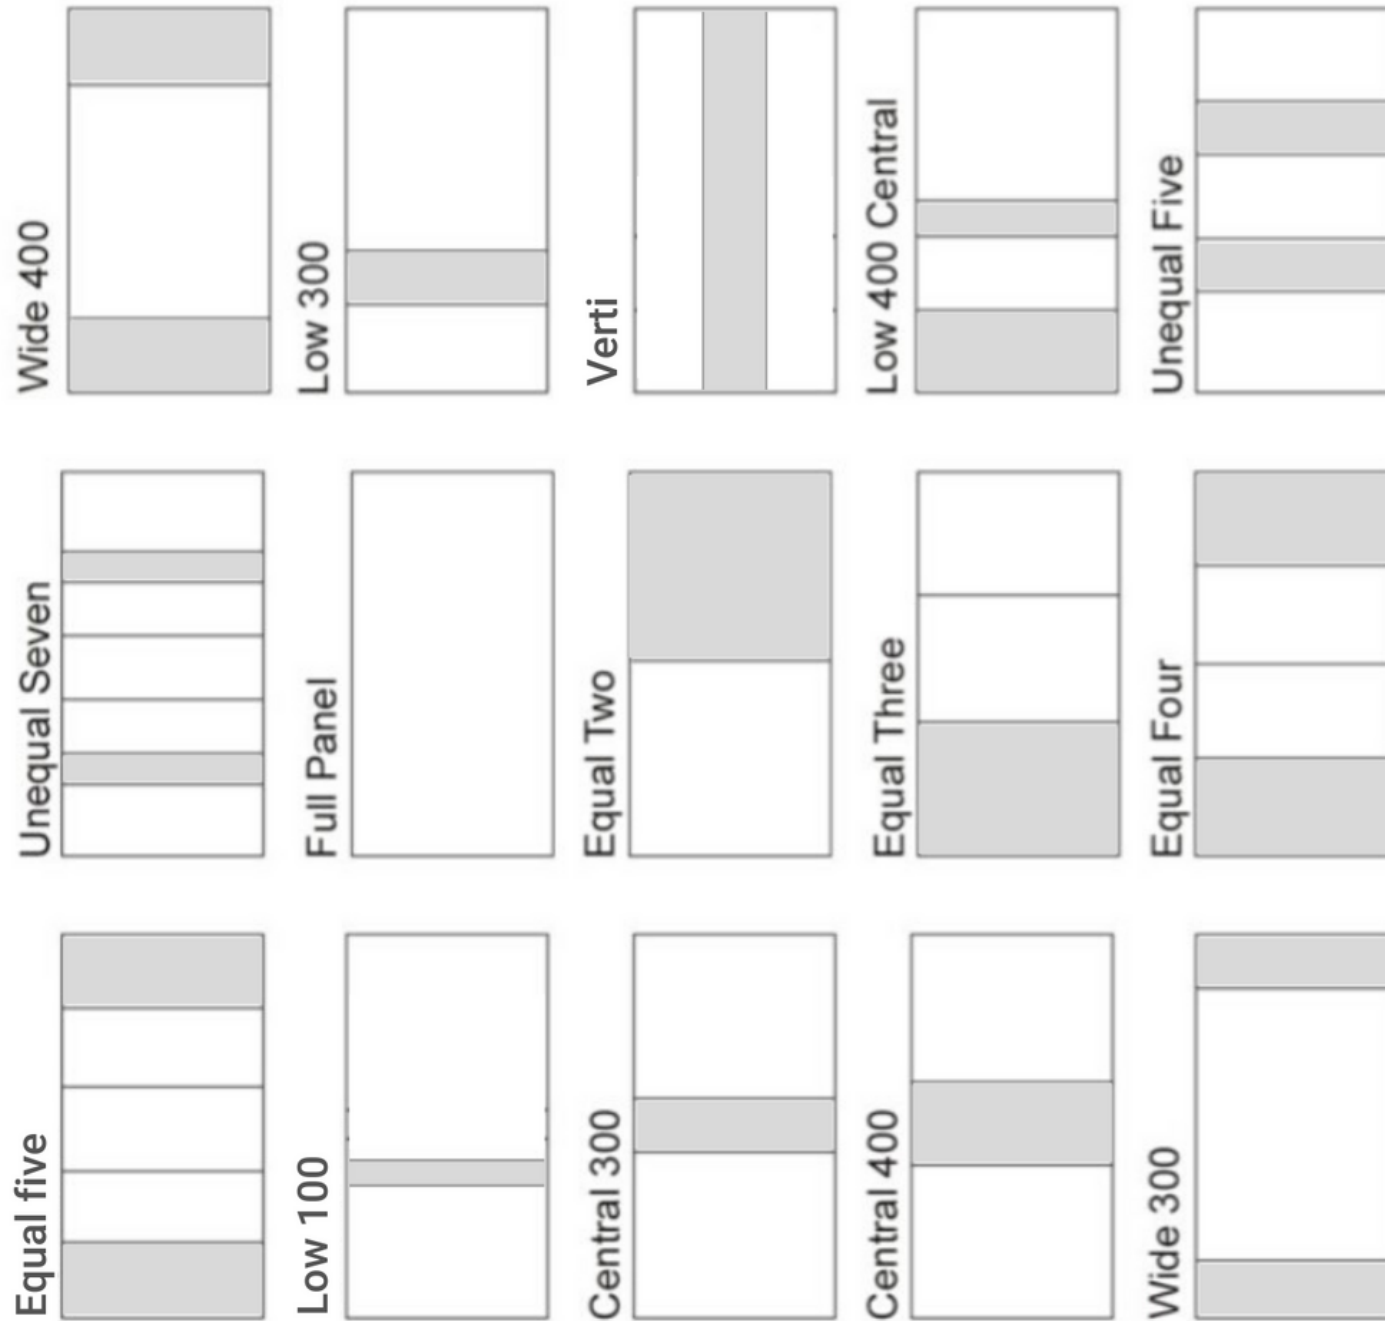 Wide 400
Low 300
Verti
Low 400 Central
Unequal Five
Unequal Seven
Full Panel
Equal Two
Equal Three
Equal Four
Equal five
Low 100
Central 300
Central 400
Wide 300